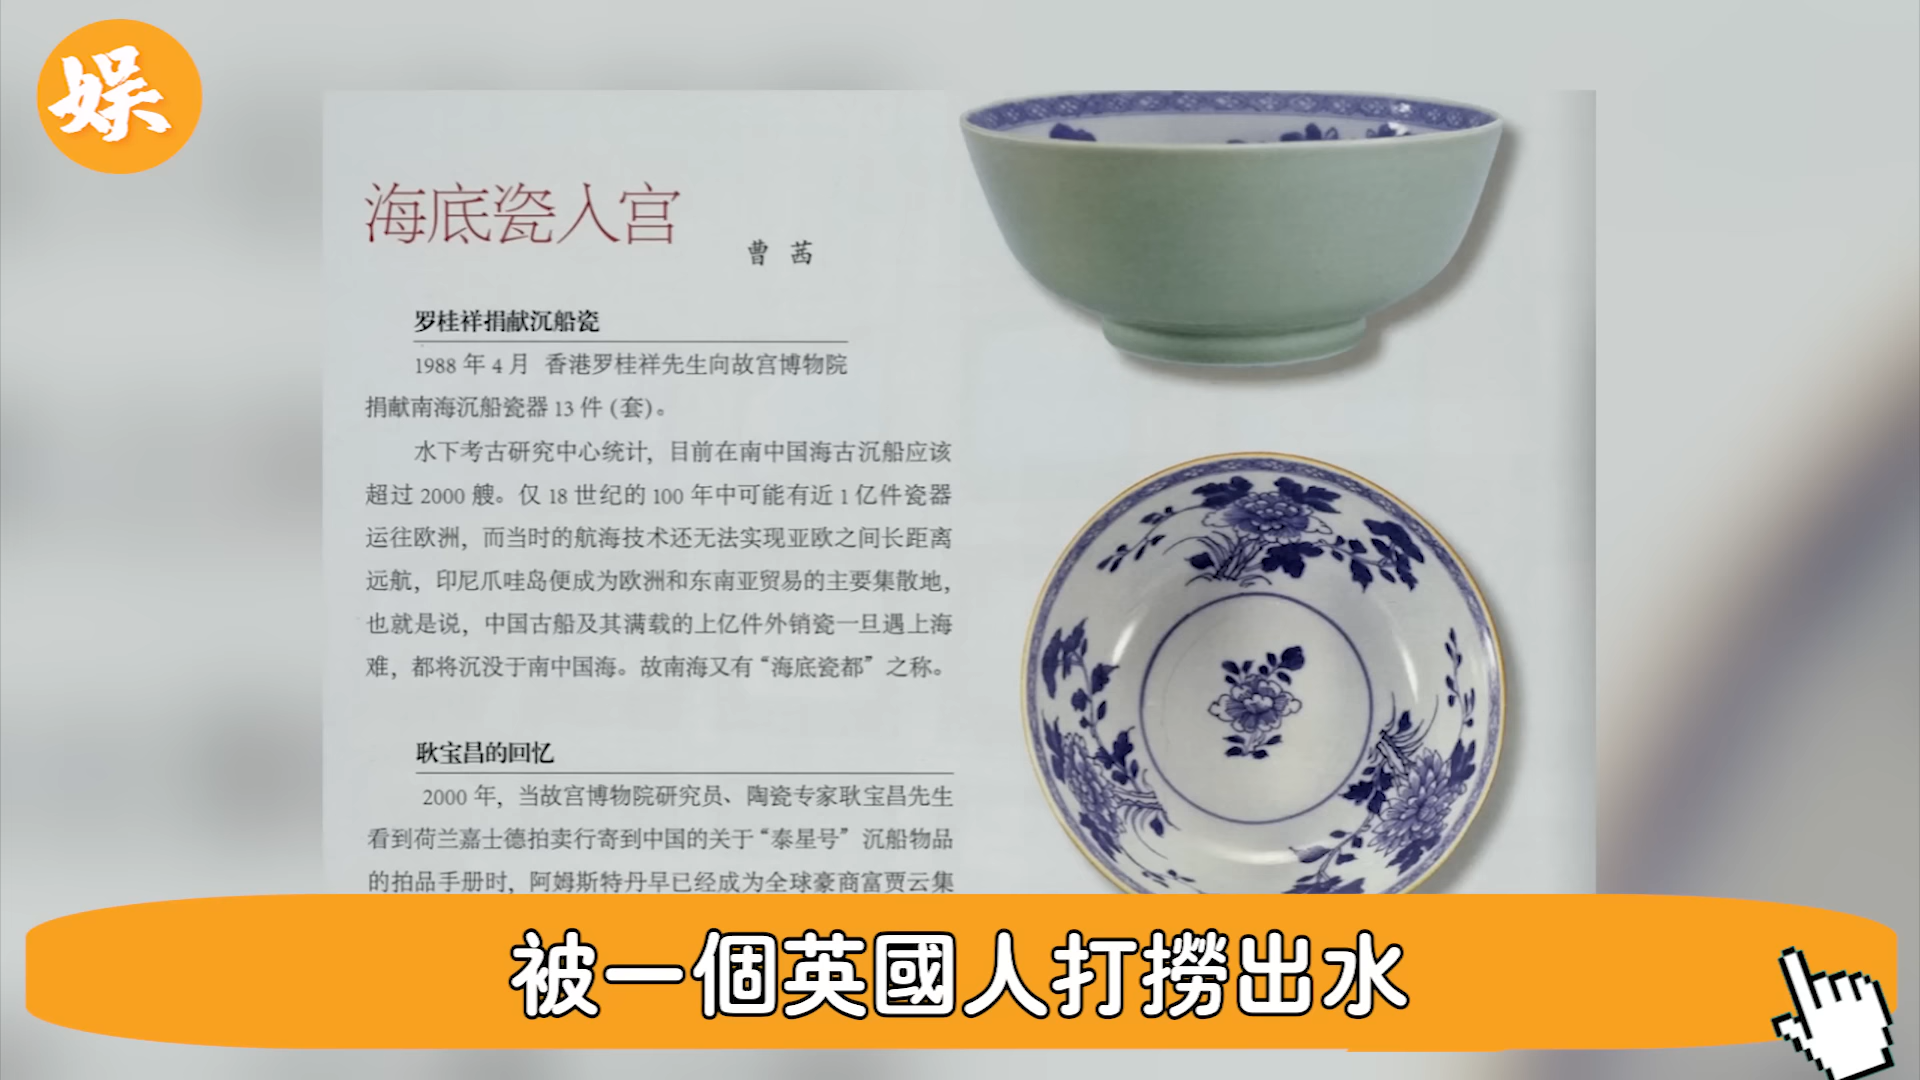 娱
海底瓷入宫
曹 茜
罗桂祥捐献沉船瓷
1988 年 4 月 香港罗桂祥先生向故宫博物院
捐献南海沉船瓷器 13 件 (套)。
水下考古研究中心统计, 目前在南中国海古沉船应该
超过 2000 艘。仅 18 世纪的 100 年中可能有近 1 亿件瓷器
运往欧洲, 而当时的航海技术还无法实现亚欧之间长距离
远航, 印尼爪哇岛便成为欧洲和东南亚贸易的主要集散地,
也就是说, 中国古船及其满载的上亿件外销瓷一旦遇上海
难, 都将沉没于南中国海。故南海又有“海底瓷都”之称。
耿宝昌的回忆
2000 年, 当故宫博物院研究员、陶瓷专家耿宝昌先生
看到荷兰嘉士德拍卖行寄到中国的关于“泰星号”沉船物品
的拍品手册时, 阿姆斯特丹早已经成为全球豪商富贾云集
被一個英國人打撈出水